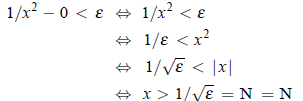 1/x² − 0 < ε ⇔ 1/x² < ε
⇔ 1/ε < x²
⇔ 1/√ε < |x|
⇔ x > 1/√ε = N = N